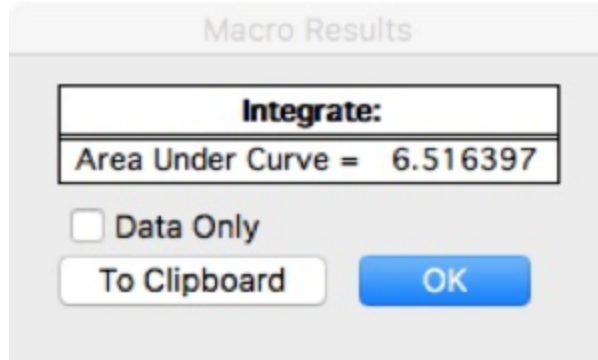 Macro Results
Integrate:
Area Under Curve = 6.516397
Data Only
To Clipboard OK